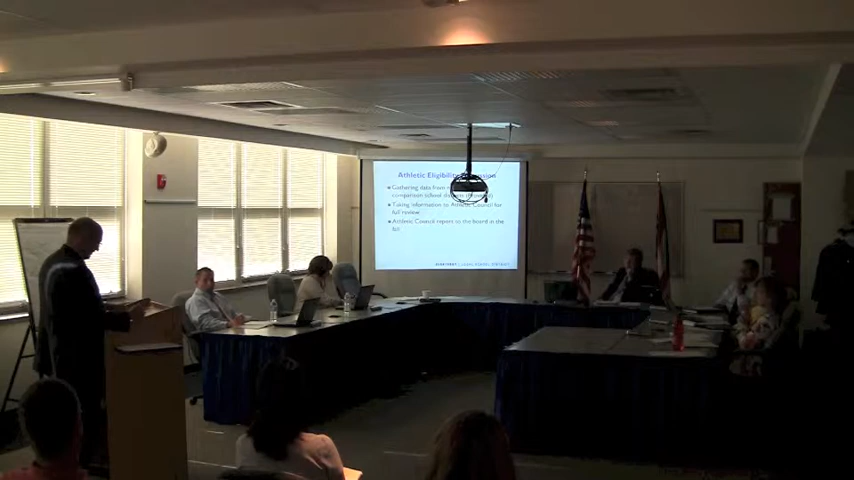 Athletic Eligibility
Gathering data from
comparison school districts
Taking information to Athletic Council for
full review
Athletic Council reports to the board in the
fall